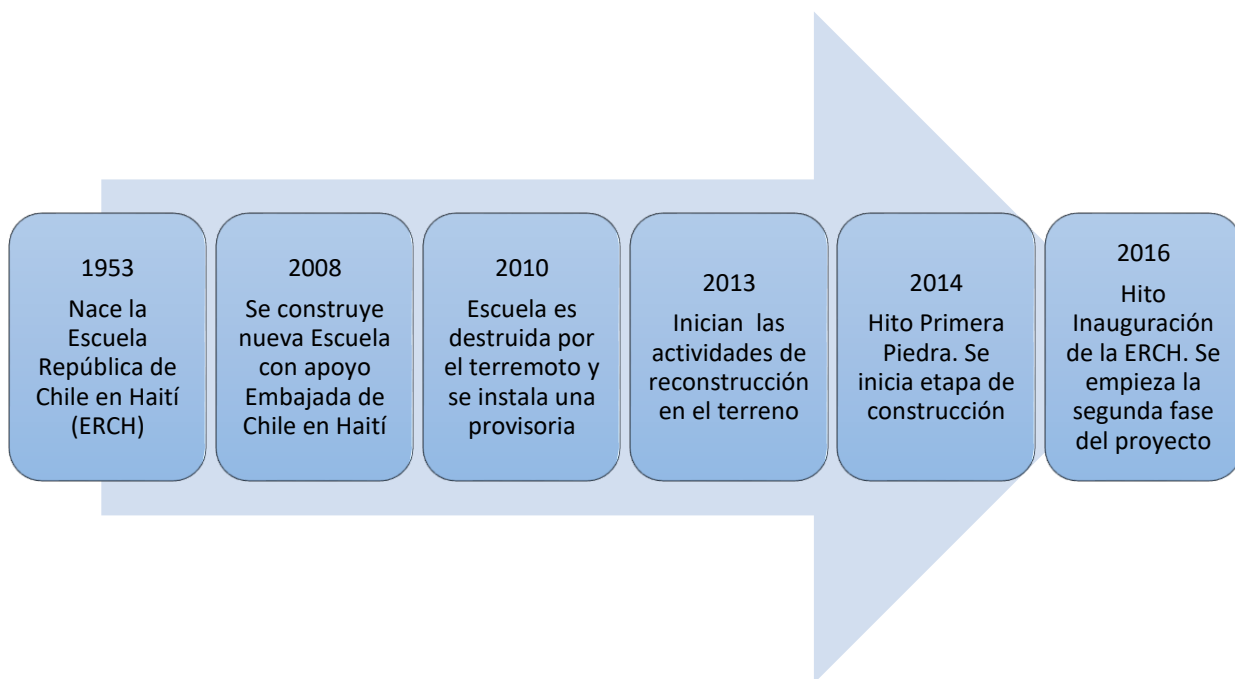 1953
Nace la
Escuela
República de
Chile en Haití
(ERCH)
2008
Se construye
nueva Escuela
con apoyo
Embajada de
Chile en Haití
2010
Escuela es
destruida por
el terremoto y
se instala una
provisoria
2013
Inician  las
actividades de
reconstrucción
en el terreno
2014
Hito Primera
Piedra. Se
inicia etapa de
construcción
2016
Hito
Inauguración
de la ERCH. Se
empieza la
segunda fase
del proyecto